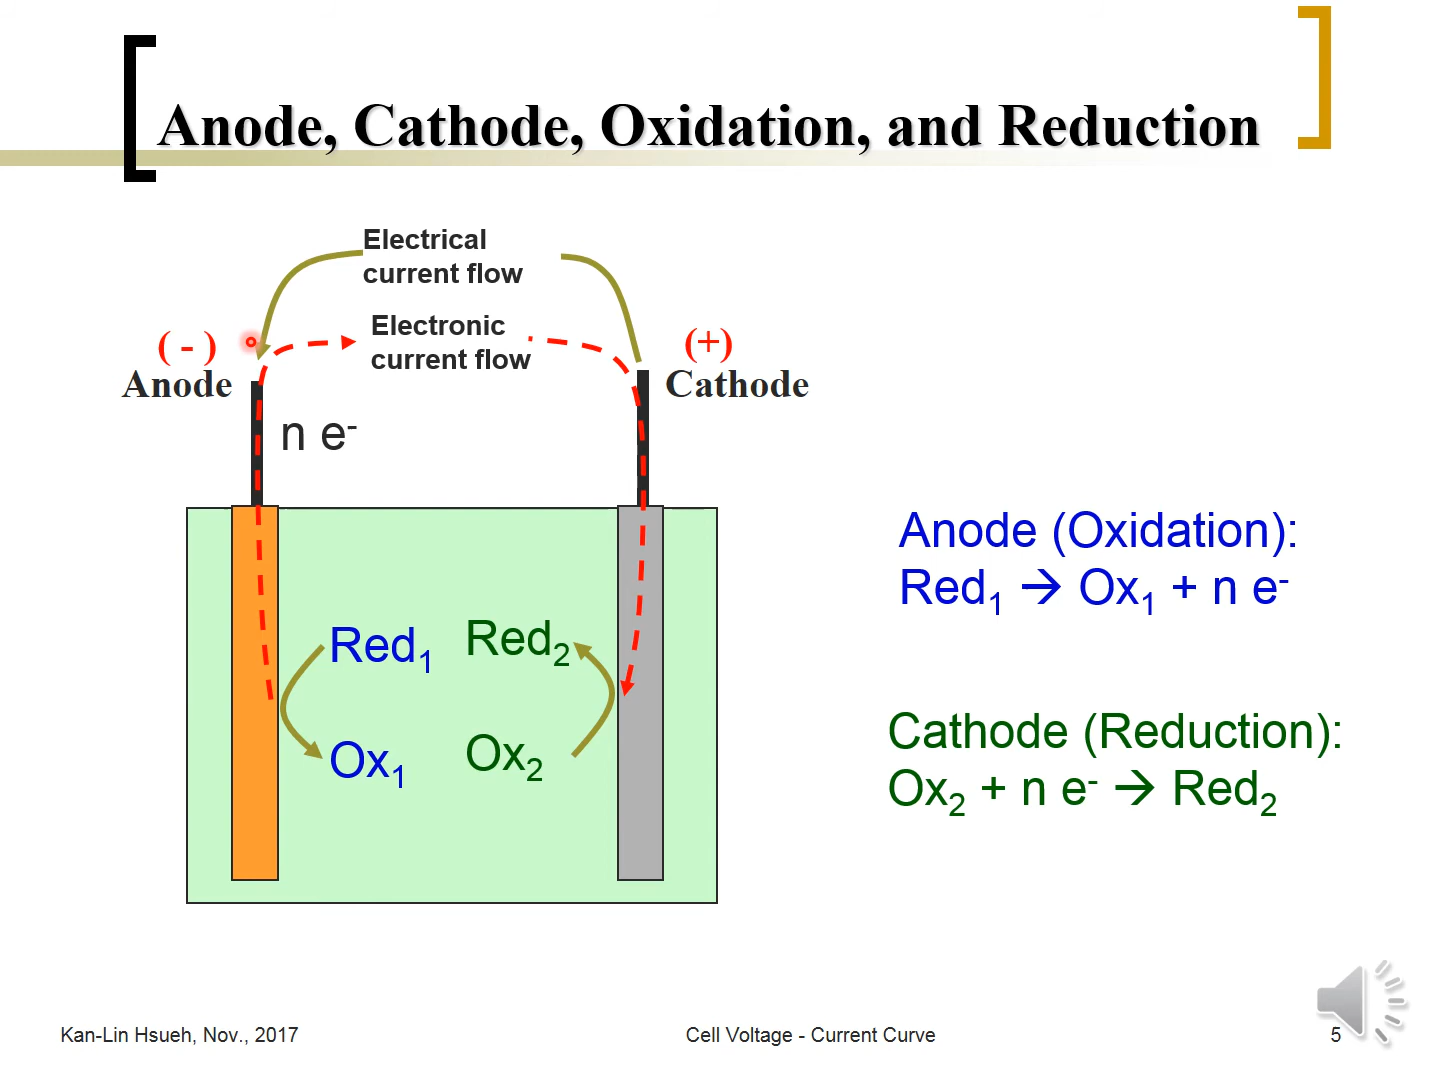 Anode, Cathode, Oxidation, and Reduction
Electrical
current flow
Electronic
current flow
( - )
Anode
(+)
Cathode
n e⁻
Red₁
Red₂
Ox₁
Ox₂
Anode (Oxidation):
Red₁ → Ox₁ + n e⁻
Cathode (Reduction):
Ox₂ + n e⁻ → Red₂
Kan-Lin Hsueh, Nov., 2017
Cell Voltage - Current Curve
5